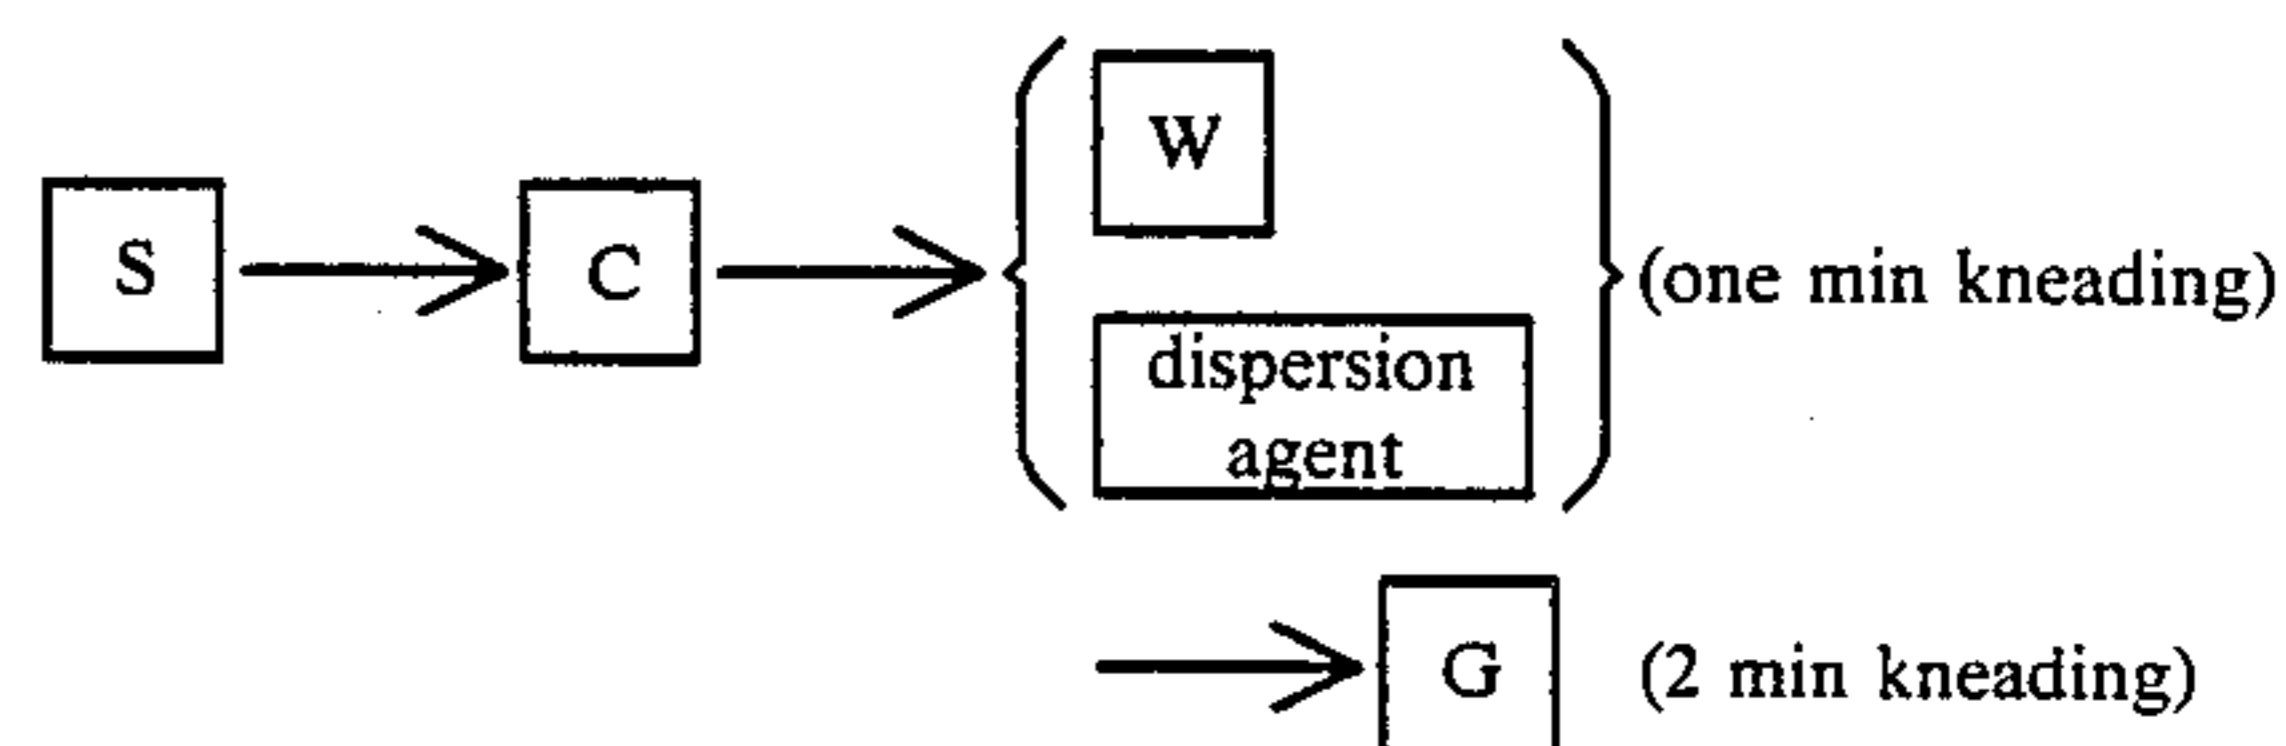 W
S C (one min kneading)
dispersion
agent
G (2 min kneading)